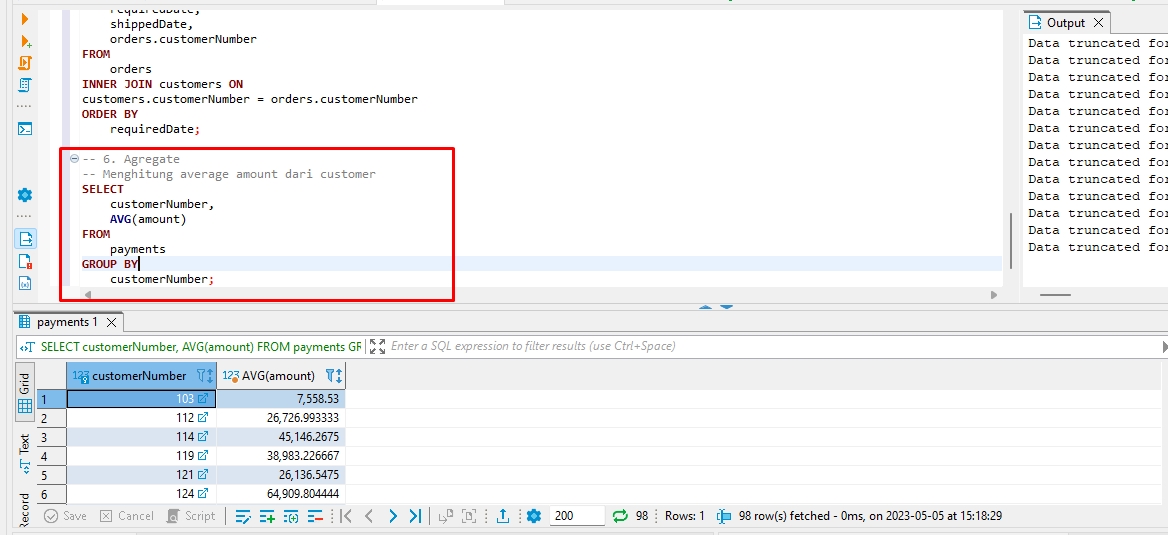 requiredDate,
shippedDate,
orders.customerNumber
FROM
orders
INNER JOIN customers ON
customers.customerNumber = orders.customerNumber
ORDER BY
requiredDate;
-- 6. Agregate
-- Menghitung average amount dari customer
SELECT
customerNumber,
AVG(amount)
FROM
payments
GROUP BY
customerNumber;
Output
Data truncated for
Data truncated for
Data truncated for
Data truncated for
Data truncated for
Data truncated for
Data truncated for
Data truncated for
Data truncated for
Data truncated for
Data truncated for
Data truncated for
Data truncated for
payments 1
SELECT customerNumber, AVG(amount) FROM payments GR
Enter a SQL expression to filter results (use Ctrl+Space)
Grid
Text
Record
123 customerNumber 123 AVG(amount)
1 103 7,558.53
2 112 26,726.993333
3 114 45,146.2675
4 119 38,983.226667
5 121 26,136.5475
6 124 64,909.804444
Save Cancel Script 200 98 Rows: 1 98 row(s) fetched - 0ms, on 2023-05-05 at 15:18:29